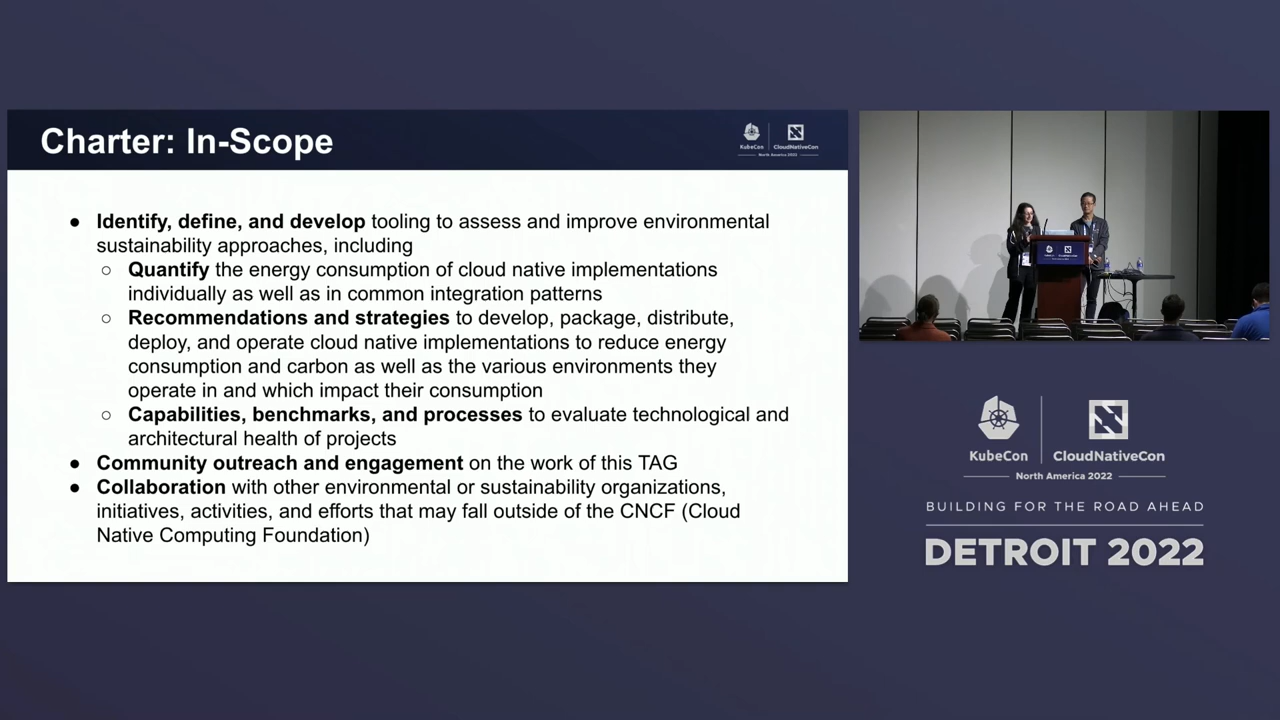 Charter: In-Scope
KubeCon
CloudNativeCon
North America 2022
● Identify, define, and develop tooling to assess and improve environmental
sustainability approaches, including
○ Quantify the energy consumption of cloud native implementations
individually as well as in common integration patterns
○ Recommendations and strategies to develop, package, distribute,
deploy, and operate cloud native implementations to reduce energy
consumption and carbon as well as the various environments they
operate in and which impact their consumption
○ Capabilities, benchmarks, and processes to evaluate technological and
architectural health of projects
● Community outreach and engagement on the work of this TAG
● Collaboration with other environmental or sustainability organizations,
initiatives, activities, and efforts that may fall outside of the CNCF (Cloud
Native Computing Foundation)
KubeCon
CloudNativeCon
North America 2022
BUILDING FOR THE ROAD AHEAD
DETROIT 2022